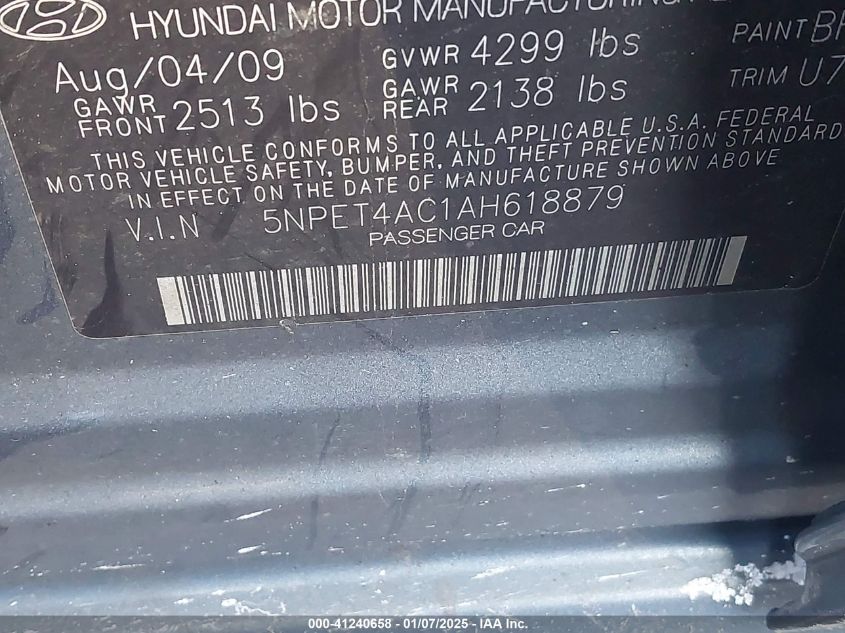 HYUNDAI MOTOR MANUFACTURING
Aug/04/09 GVWR 4299 lbs PAINT
GAWR FRONT 2513 lbs GAWR REAR 2138 lbs TRIM U7
THIS VEHICLE CONFORMS TO ALL APPLICABLE U.S.A. FEDERAL
MOTOR VEHICLE SAFETY, BUMPER, AND THEFT PREVENTION STANDARD
IN EFFECT ON THE DATE OF MANUFACTURE SHOWN ABOVE
V.I.N 5NPET4AC1AH618879
PASSENGER CAR
000-41240658 - 01/07/2025 - IAA Inc.